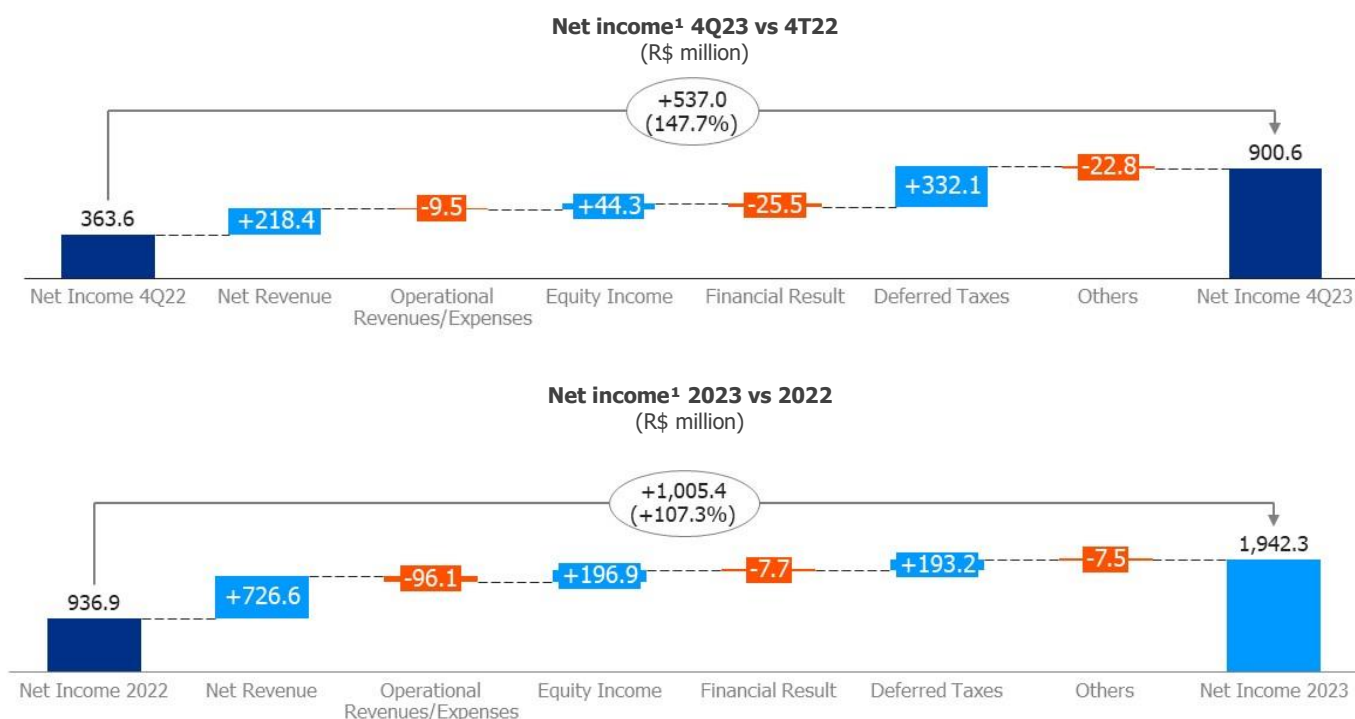 Net income¹ 4Q23 vs 4T22
(R$ million)
+537.0
(147.7%)
363.6
+218.4
-9.5
+44.3
-25.5
+332.1
-22.8
900.6
Net Income 4Q22
Net Revenue
Operational
Revenues/Expenses
Equity Income
Financial Result
Deferred Taxes
Others
Net Income 4Q23
Net income¹ 2023 vs 2022
(R$ million)
+1,005.4
(+107.3%)
936.9
+726.6
-96.1
+196.9
-7.7
+193.2
-7.5
1,942.3
Net Income 2022
Net Revenue
Operational
Revenues/Expenses
Equity Income
Financial Result
Deferred Taxes
Others
Net Income 2023